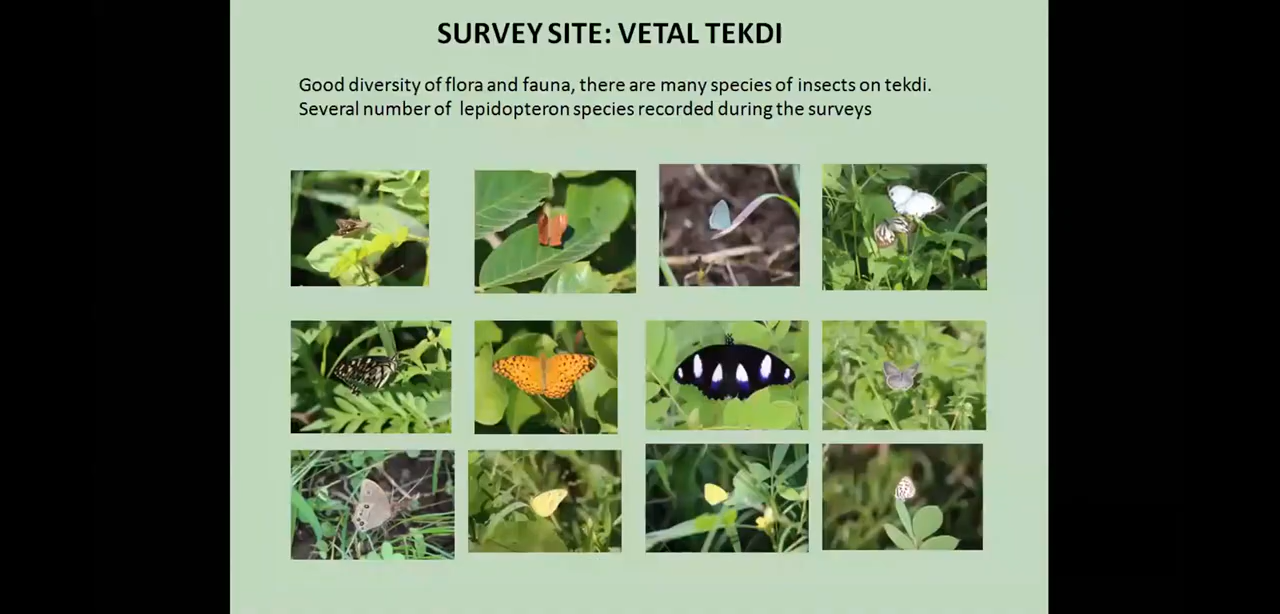 SURVEY SITE: VETAL TEKDI
Good diversity of flora and fauna, there are many species of insects on tekdi.
Several number of lepidopteron species recorded during the surveys